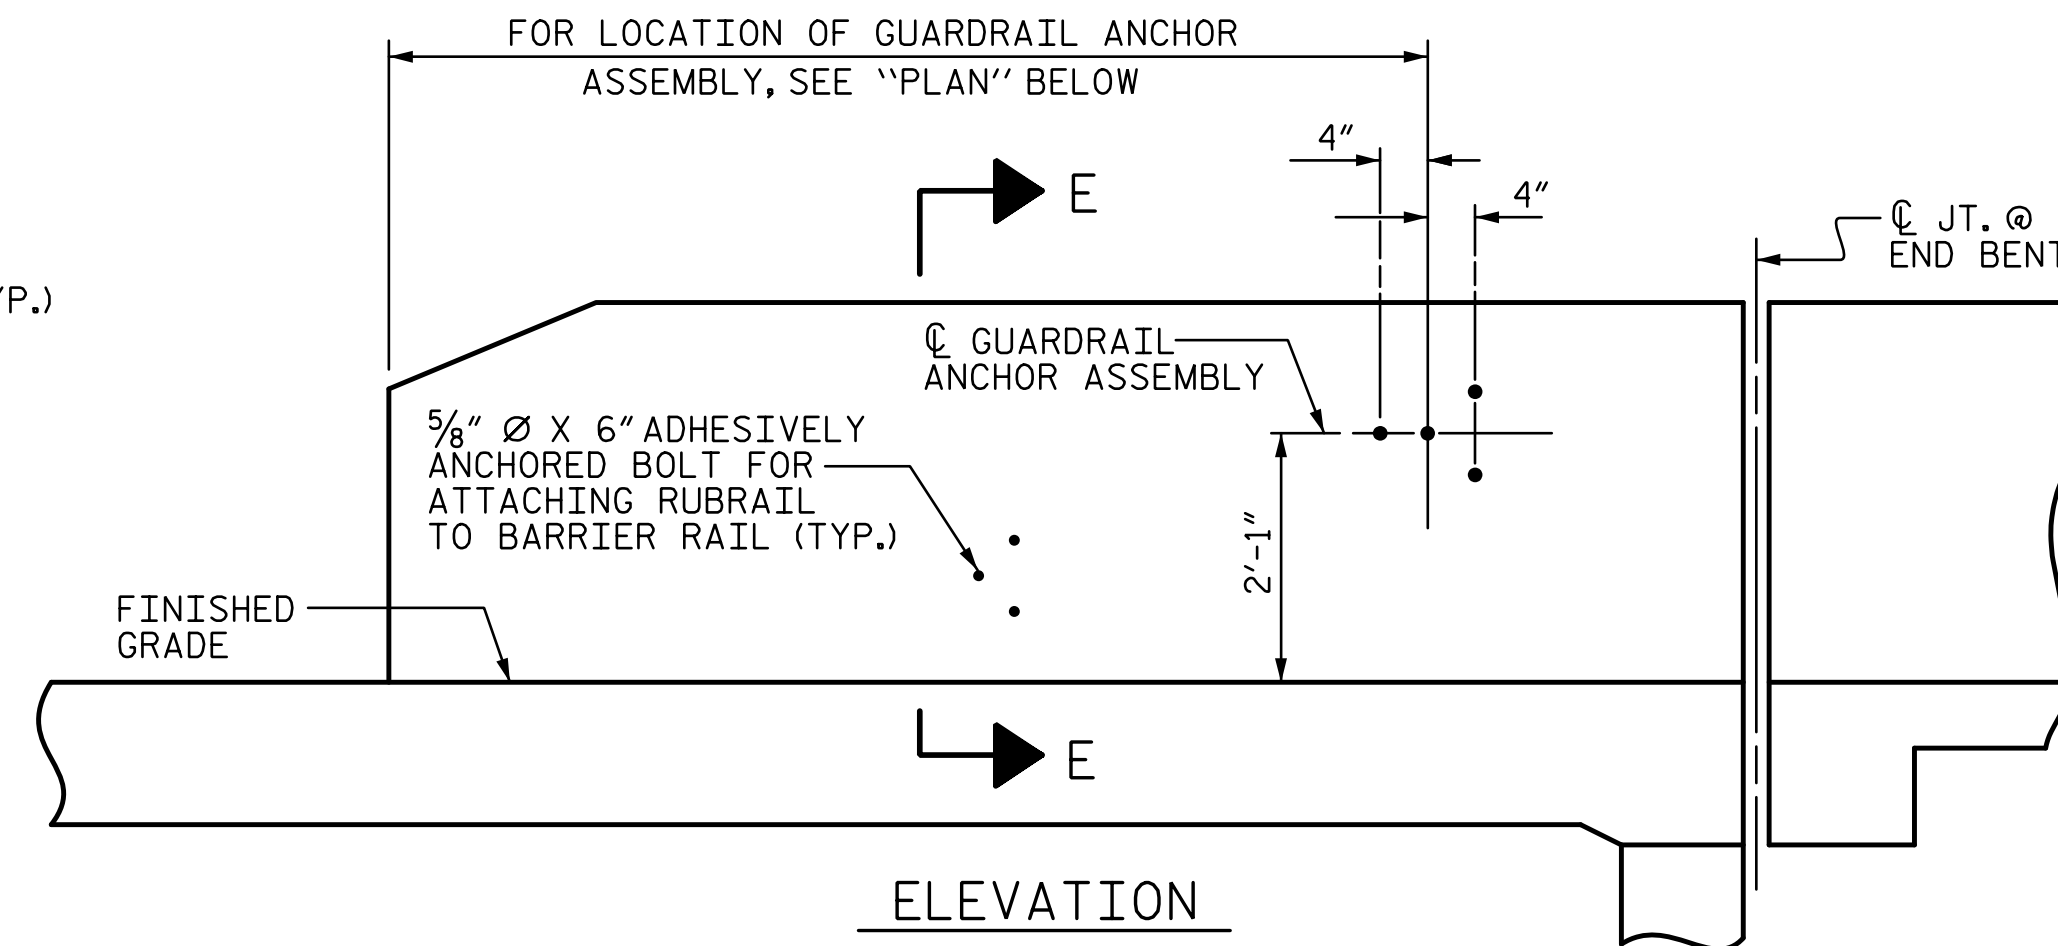 FOR LOCATION OF GUARDRAIL ANCHOR
ASSEMBLY, SEE "PLAN" BELOW
4"
E
4"
℄ JT. @
END BENT
YP.)
℄ GUARDRAIL
ANCHOR ASSEMBLY
5/8" Ø X 6" ADHESIVELY
ANCHORED BOLT FOR
ATTACHING RUBRAIL
TO BARRIER RAIL (TYP.)
2'-1"
FINISHED
GRADE
E
ELEVATION